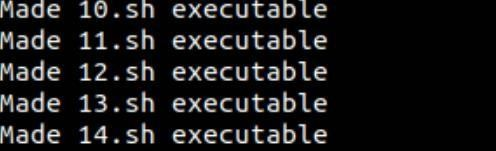 Made 10.sh executable
Made 11.sh executable
Made 12.sh executable
Made 13.sh executable
Made 14.sh executable